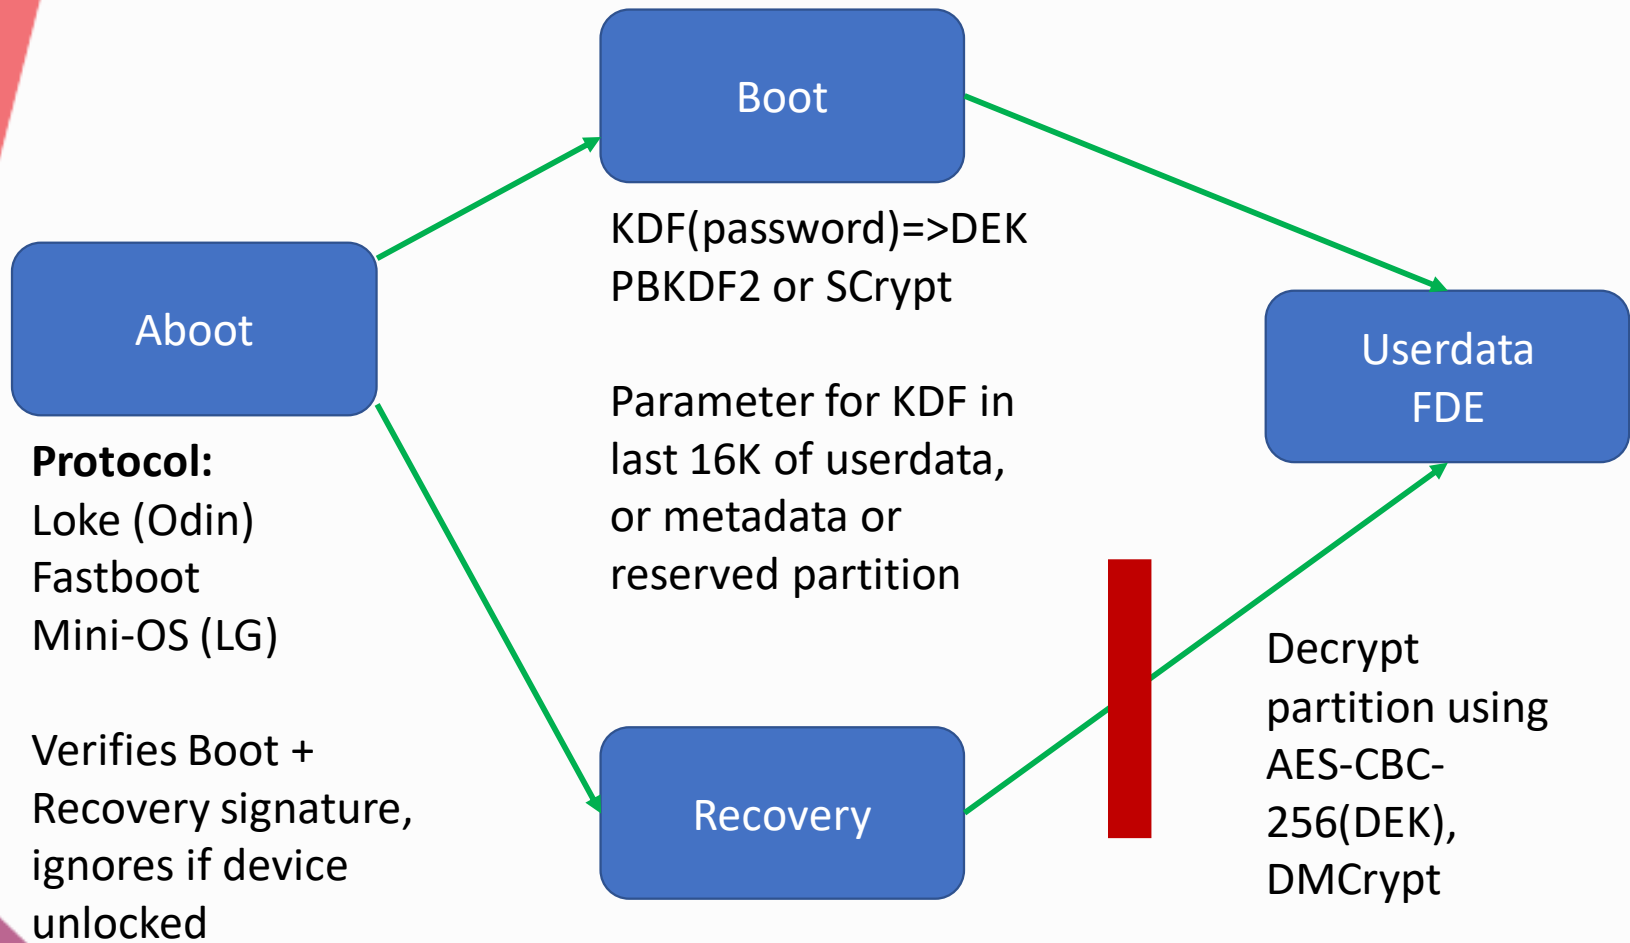 Boot
KDF(password)=>DEK
PBKDF2 or SCrypt
Parameter for KDF in
last 16K of userdata,
or metadata or
reserved partition
Aboot
Protocol:
Loke (Odin)
Fastboot
Mini-OS (LG)
Verifies Boot +
Recovery signature,
ignores if device
unlocked
Recovery
Userdata
FDE
Decrypt
partition using
AES-CBC-
256(DEK),
DMCrypt